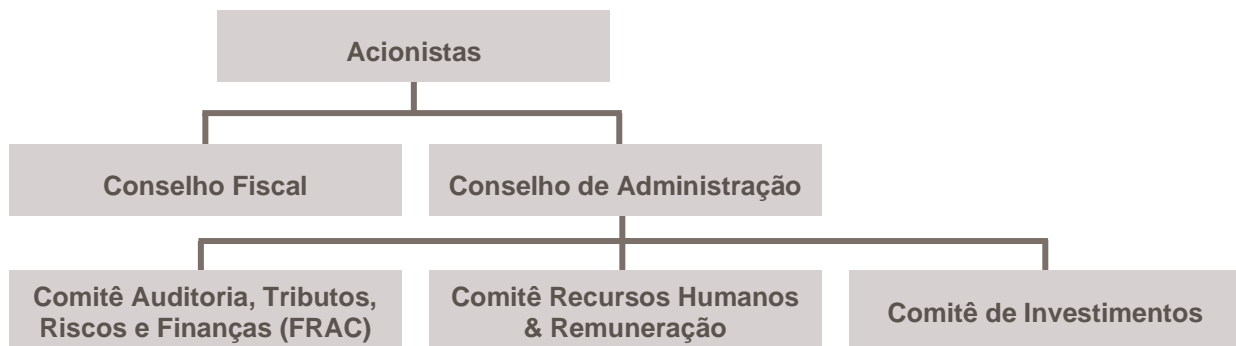 Acionistas
Conselho Fiscal
Conselho de Administração
Comitê Auditoria, Tributos,
Riscos e Finanças (FRAC)
Comitê Recursos Humanos
& Remuneração
Comitê de Investimentos